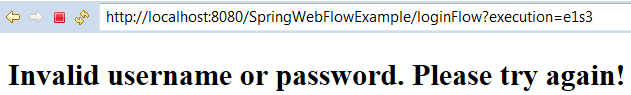 http://localhost:8080/SpringWebFlowExample/loginFlow?execution=e1s3
Invalid username or password. Please try again!